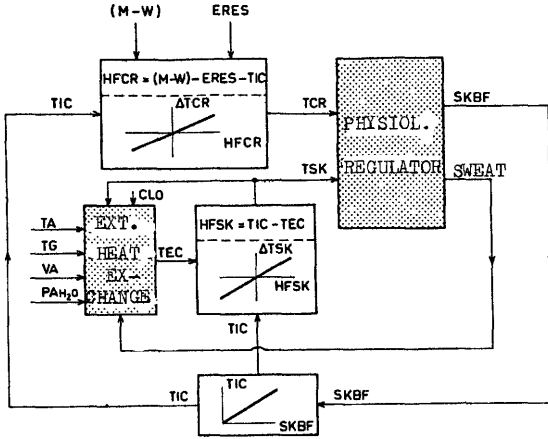 (M-W)
ERES
HFCR = (M-W)-ERES-TIC
ΔTCR
HFCR
TIC
TCR
PHYSIOL.
REGULATOR
SKBF
SWEAT
TSK
CLO
TA
TG
VA
PAH₂O
EXT.
HEAT
EX-
CHANGE
TEC
HFSK = TIC-TEC
ΔTSK
HFSK
TIC
TIC
TIC
SKBF
SKBF